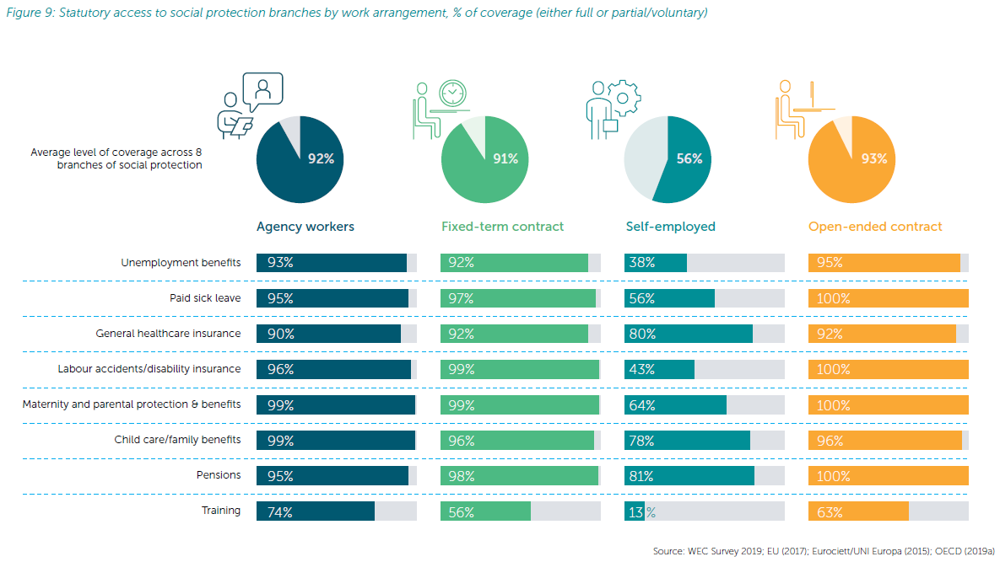 Figure 9: Statutory access to social protection branches by work arrangement, % of coverage (either full or partial/voluntary)
Average level of coverage across 8
branches of social protection
92%
91%
56%
93%
Agency workers
Fixed-term contract
Self-employed
Open-ended contract
Unemployment benefits 93% 92% 38% 95%
Paid sick leave 95% 97% 56% 100%
General healthcare insurance 90% 92% 80% 92%
Labour accidents/disability insurance 96% 99% 43% 100%
Maternity and parental protection & benefits 99% 99% 64% 100%
Child care/family benefits 99% 96% 78% 96%
Pensions 95% 98% 81% 100%
Training 74% 56% 13 % 63%
Source: WEC Survey 2019; EU (2017); Eurociett/UNI Europa (2015); OECD (2019a)